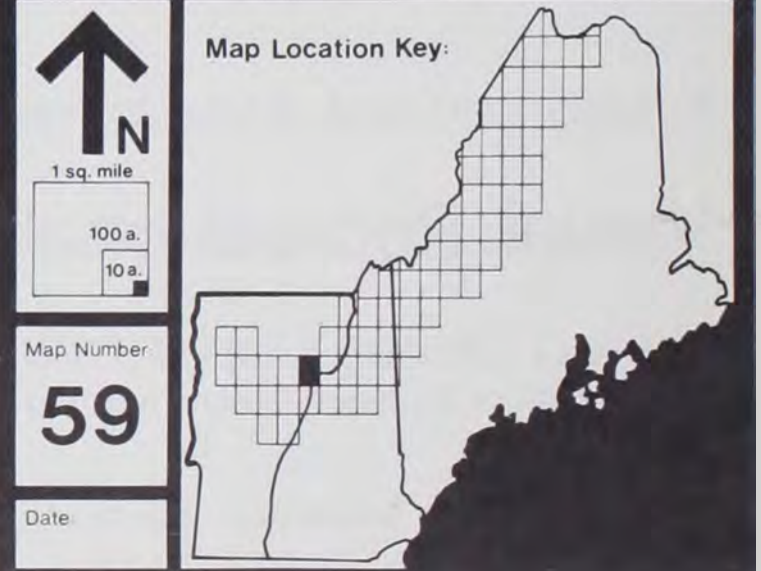 Map Location Key:
N
1 sq. mile
100 a.
10 a.
Map Number
59
Date